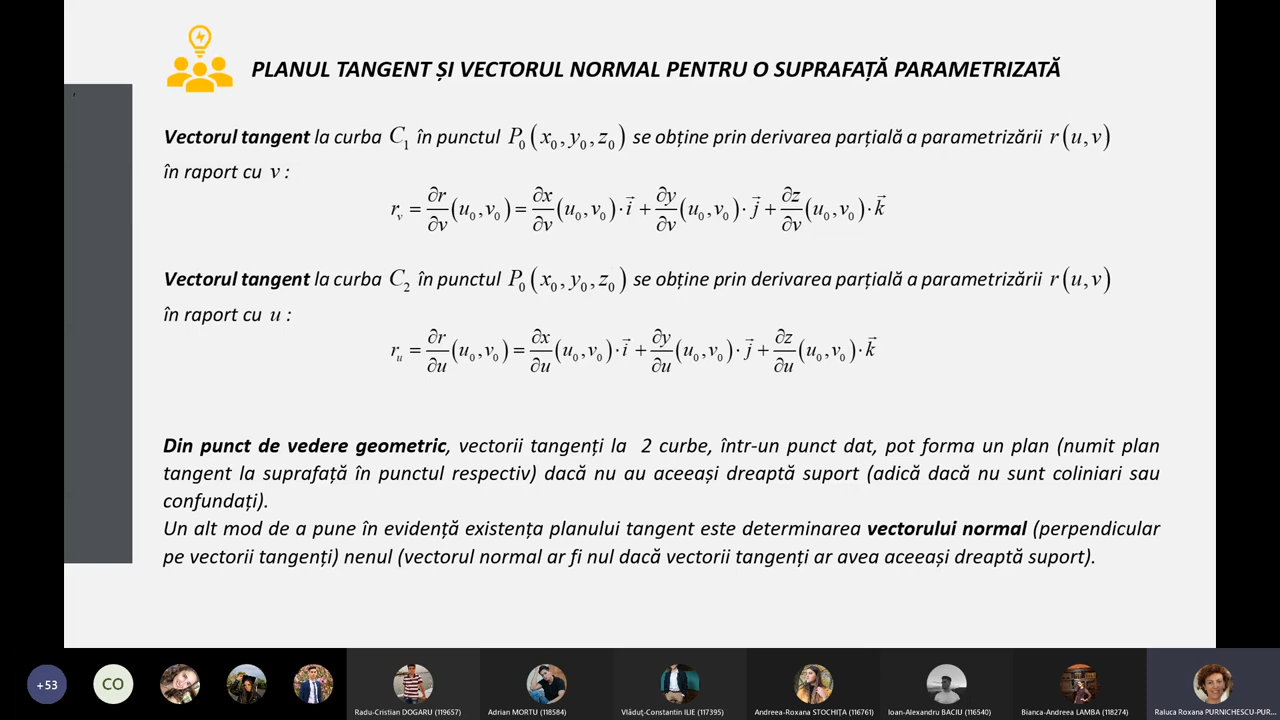 PLANUL TANGENT ȘI VECTORUL NORMAL PENTRU O SUPRAFAȚĂ PARAMETRIZATĂ
Vectorul tangent la curba C₁ în punctul P₀(x₀, y₀, z₀) se obține prin derivarea parțială a parametrizării r(u,v)
în raport cu v :
r_v = ∂r/∂v (u₀,v₀) = ∂x/∂v (u₀,v₀)·i⃗ + ∂y/∂v (u₀,v₀)·j⃗ + ∂z/∂v (u₀,v₀)·k⃗
Vectorul tangent la curba C₂ în punctul P₀(x₀, y₀, z₀) se obține prin derivarea parțială a parametrizării r(u,v)
în raport cu u :
r_u = ∂r/∂u (u₀,v₀) = ∂x/∂u (u₀,v₀)·i⃗ + ∂y/∂u (u₀,v₀)·j⃗ + ∂z/∂u (u₀,v₀)·k⃗
Din punct de vedere geometric, vectorii tangenți la 2 curbe, într-un punct dat, pot forma un plan (numit plan
tangent la suprafață în punctul respectiv) dacă nu au aceeași dreaptă suport (adică dacă nu sunt coliniari sau
confundați).
Un alt mod de a pune în evidență existența planului tangent este determinarea vectorului normal (perpendicular
pe vectorii tangenți) nenul (vectorul normal ar fi nul dacă vectorii tangenți ar avea aceeași dreaptă suport).
+53
CO
Radu-Cristian DOGARU (119657)
Adrian MORTU (118584)
Vlăduț-Constantin ILIE (117395)
Andreea-Roxana STOCHIȚA (116761)
Ioan-Alexandru BACIU (116540)
Bianca-Andreea LAMBA (118274)
Raluca Roxana PURNICHESCU-PUR...